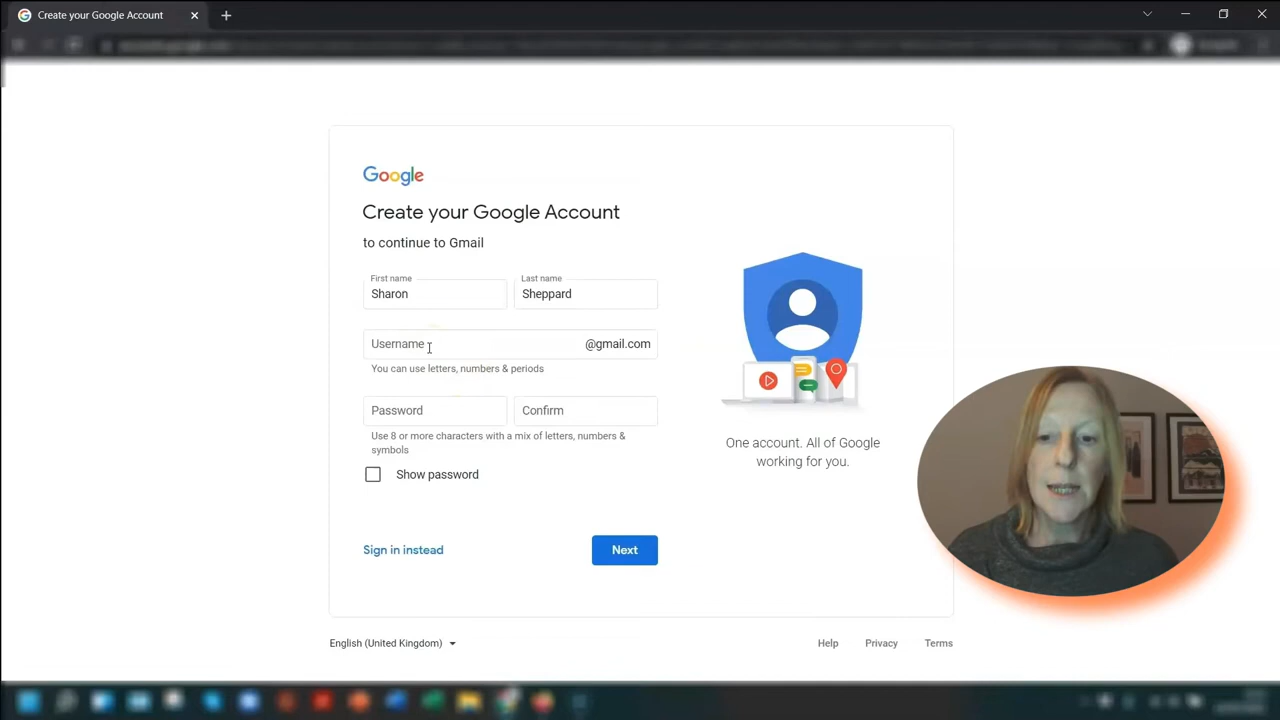 Create your Google Account
Google
Create your Google Account
to continue to Gmail
First name
Last name
Sharon
Sheppard
Username
@gmail.com
You can use letters, numbers & periods
Password
Confirm
Use 8 or more characters with a mix of letters, numbers &
symbols
Show password
Sign in instead
Next
One account. All of Google
working for you.
English (United Kingdom)
Help
Privacy
Terms